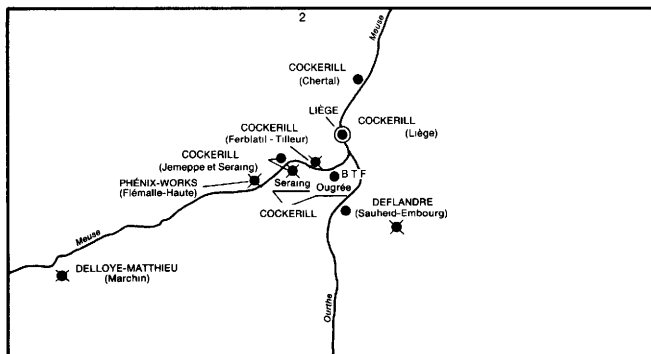 2
Meuse
COCKERILL
(Chertal)
LIÈGE
COCKERILL
(Liège)
COCKERILL
(Ferblatil - Tilleur)
COCKERILL
(Jemeppe et Seraing)
B T F
PHÉNIX-WORKS
(Flémalle-Haute)
Seraing
Ougrée
COCKERILL
DEFLANDRE
(Sauheid-Embourg)
Meuse
DELLOYE-MATTHIEU
(Marchin)
Ourthe